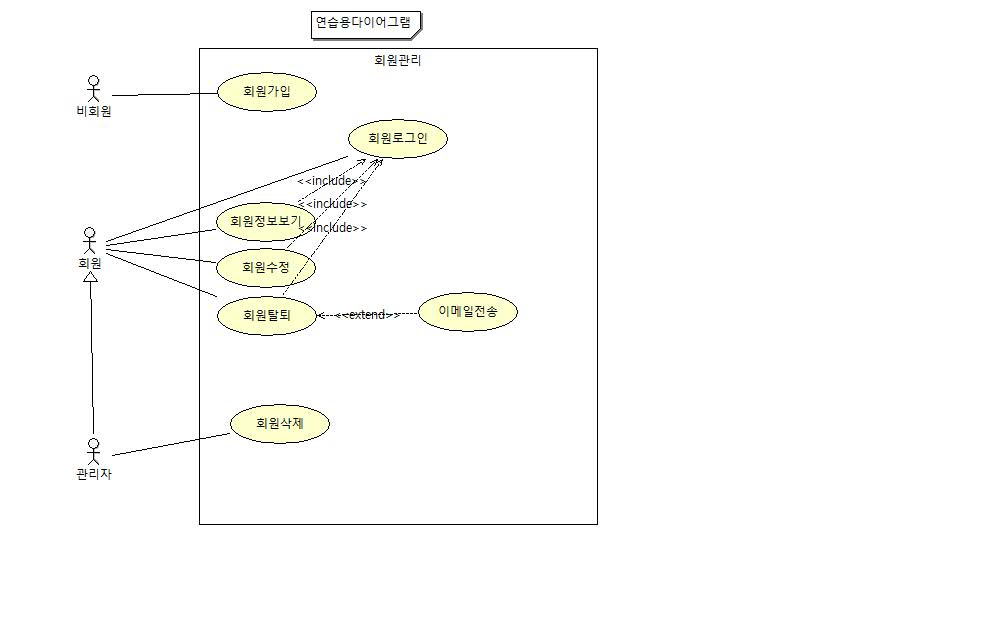 연습용다이어그램
회원관리
비회원
회원가입
회원로그인
<<include>>
<<include>>
회원정보보기
<<include>>
회원
회원수정
회원탈퇴
<<extend>>
이메일전송
회원삭제
관리자